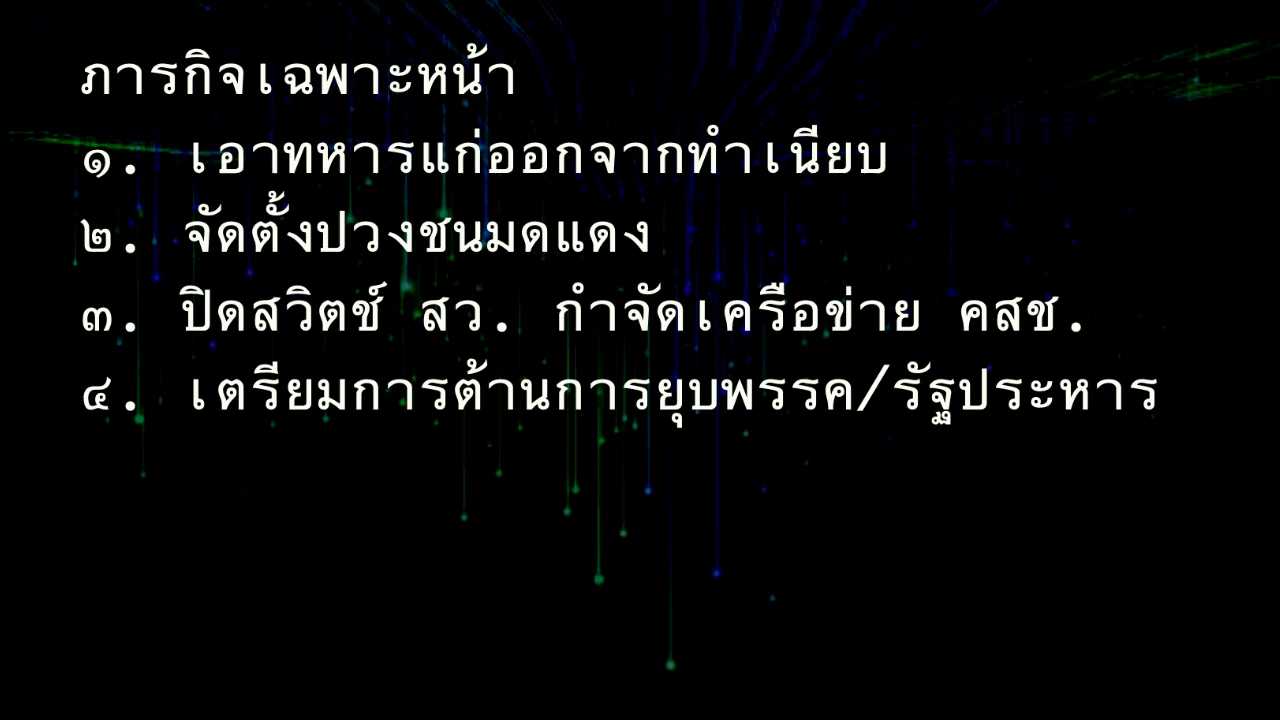 ภารกิจเฉพาะหน้า
๑. เอาทหารแก่ออกจากทำเนียบ
๒. จัดตั้งปวงชนมดแดง
๓. ปิดสวิตช์ สว. กำจัดเครือข่าย คสช.
๔. เตรียมการต้านการยุบพรรค/รัฐประหาร